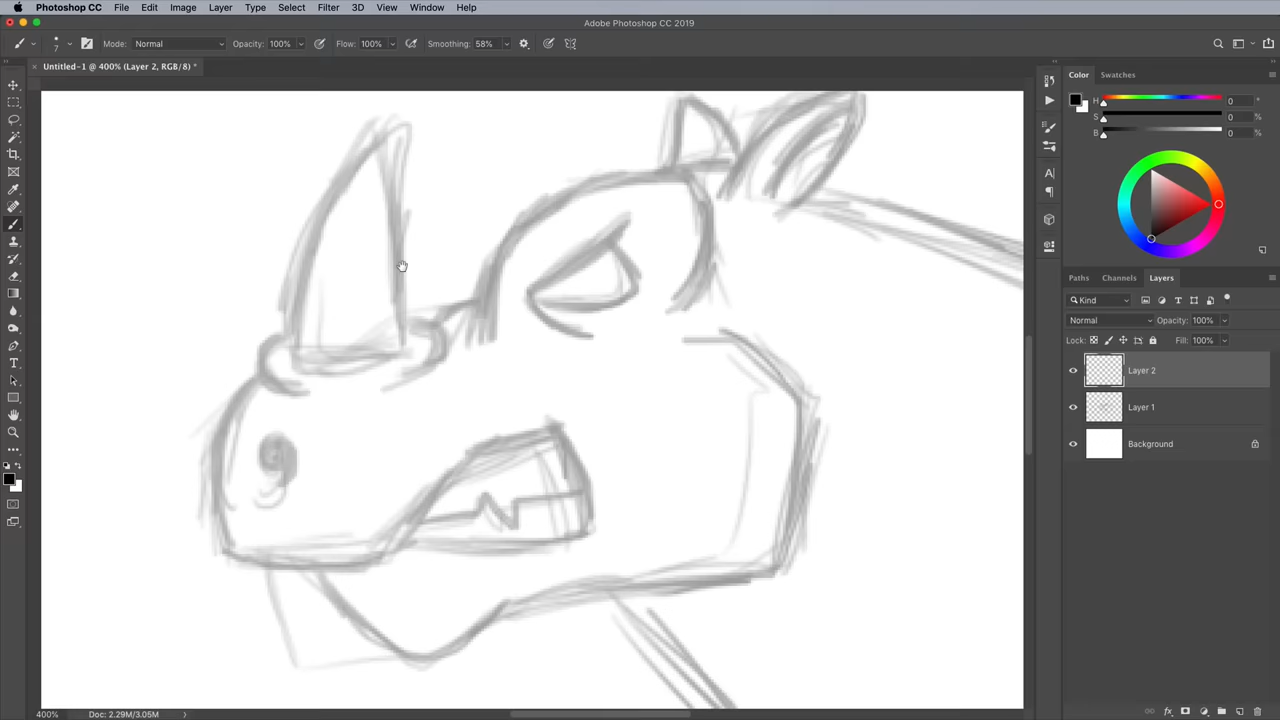 Photoshop CC File Edit Image Layer Type Select Filter 3D View Window Help
Adobe Photoshop CC 2019
7 Mode: Normal Opacity: 100% Flow: 100% Smoothing: 58%
× Untitled-1 @ 400% (Layer 2, RGB/8) *
Color Swatches
H 0 °
S 0 %
B 0 %
Paths Channels Layers
Kind
Normal Opacity: 100%
Lock: Fill: 100%
Layer 2
Layer 1
Background
400% Doc: 2.29M/3.05M